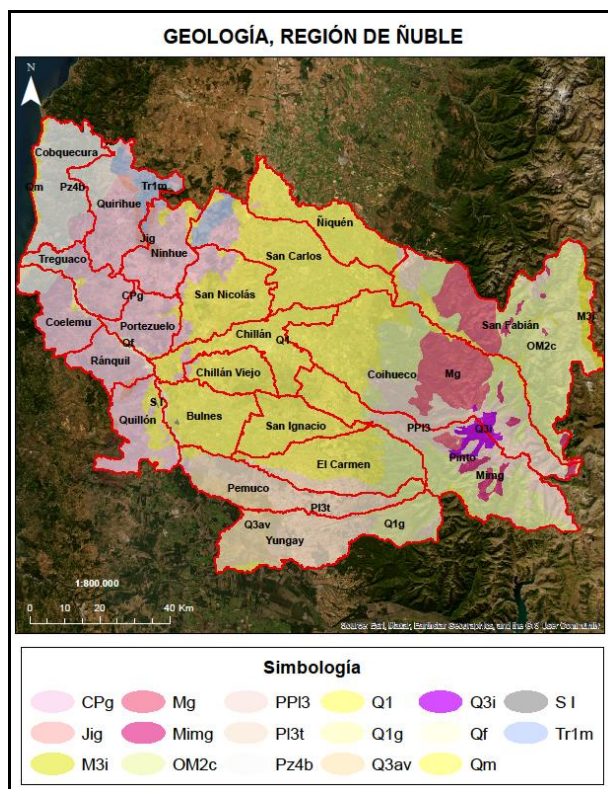 GEOLOGÍA, REGIÓN DE ÑUBLE
N
Cobquecura
Qm
Pz4b
Tr1m
Quirihue
Jig
Ninhue
Ñiquén
San Carlos
Treguaco
CPg
San Nicolás
San Fabián
M3i
OM2c
Coelemu
Portezuelo
Qf
Chillán
Q1
Ránquil
Chillán Viejo
Coihueco
Mg
S I
Quillón
Bulnes
San Ignacio
PPl3
Q3i
Pinto
El Carmen
Mimg
Pemuco
Pl3t
Q3av
Q1g
Yungay
1:800,000
0 10 20 40 Km
Simbología
CPg Mg PPl3 Q1 Q3i S I
Jig Mimg Pl3t Q1g Qf Tr1m
M3i OM2c Pz4b Q3av Qm